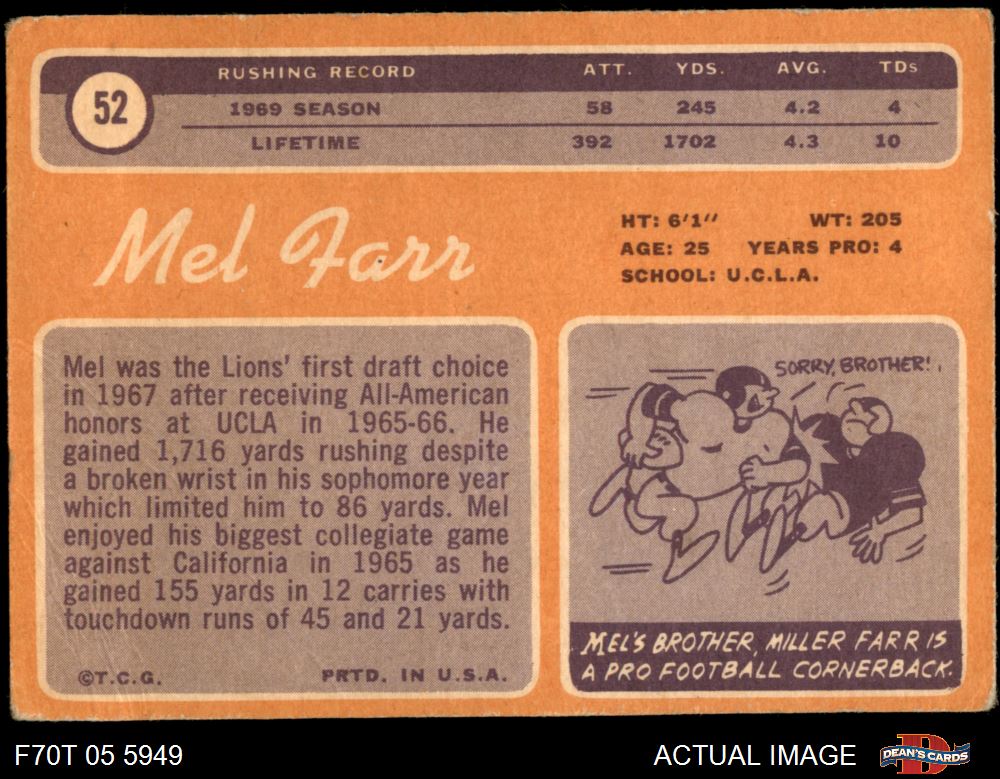 52
RUSHING RECORD ATT. YDS. AVG. TDs
1969 SEASON 58 245 4.2 4
LIFETIME 392 1702 4.3 10
Mel Farr
HT: 6'1" WT: 205
AGE: 25 YEARS PRO: 4
SCHOOL: U.C.L.A.
Mel was the Lions' first draft choice
in 1967 after receiving All-American
honors at UCLA in 1965-66. He
gained 1,716 yards rushing despite
a broken wrist in his sophomore year
which limited him to 86 yards. Mel
enjoyed his biggest collegiate game
against California in 1965 as he
gained 155 yards in 12 carries with
touchdown runs of 45 and 21 yards.
©T.C.G. PRTD. IN U.S.A.
SORRY, BROTHER!
MEL'S BROTHER, MILLER FARR IS
A PRO FOOTBALL CORNERBACK.
F70T 05 5949
ACTUAL IMAGE
D
DEAN'S CARDS